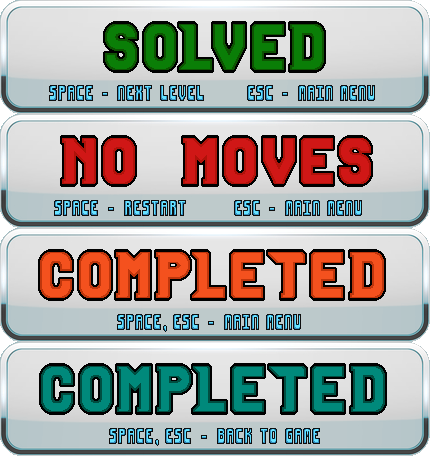 SOLVED
SPACE - NEXT LEVEL ESC - MAIN MENU
NO MOVES
SPACE - RESTART ESC - MAIN MENU
COMPLETED
SPACE, ESC - MAIN MENU
COMPLETED
SPACE, ESC - BACK TO GAME